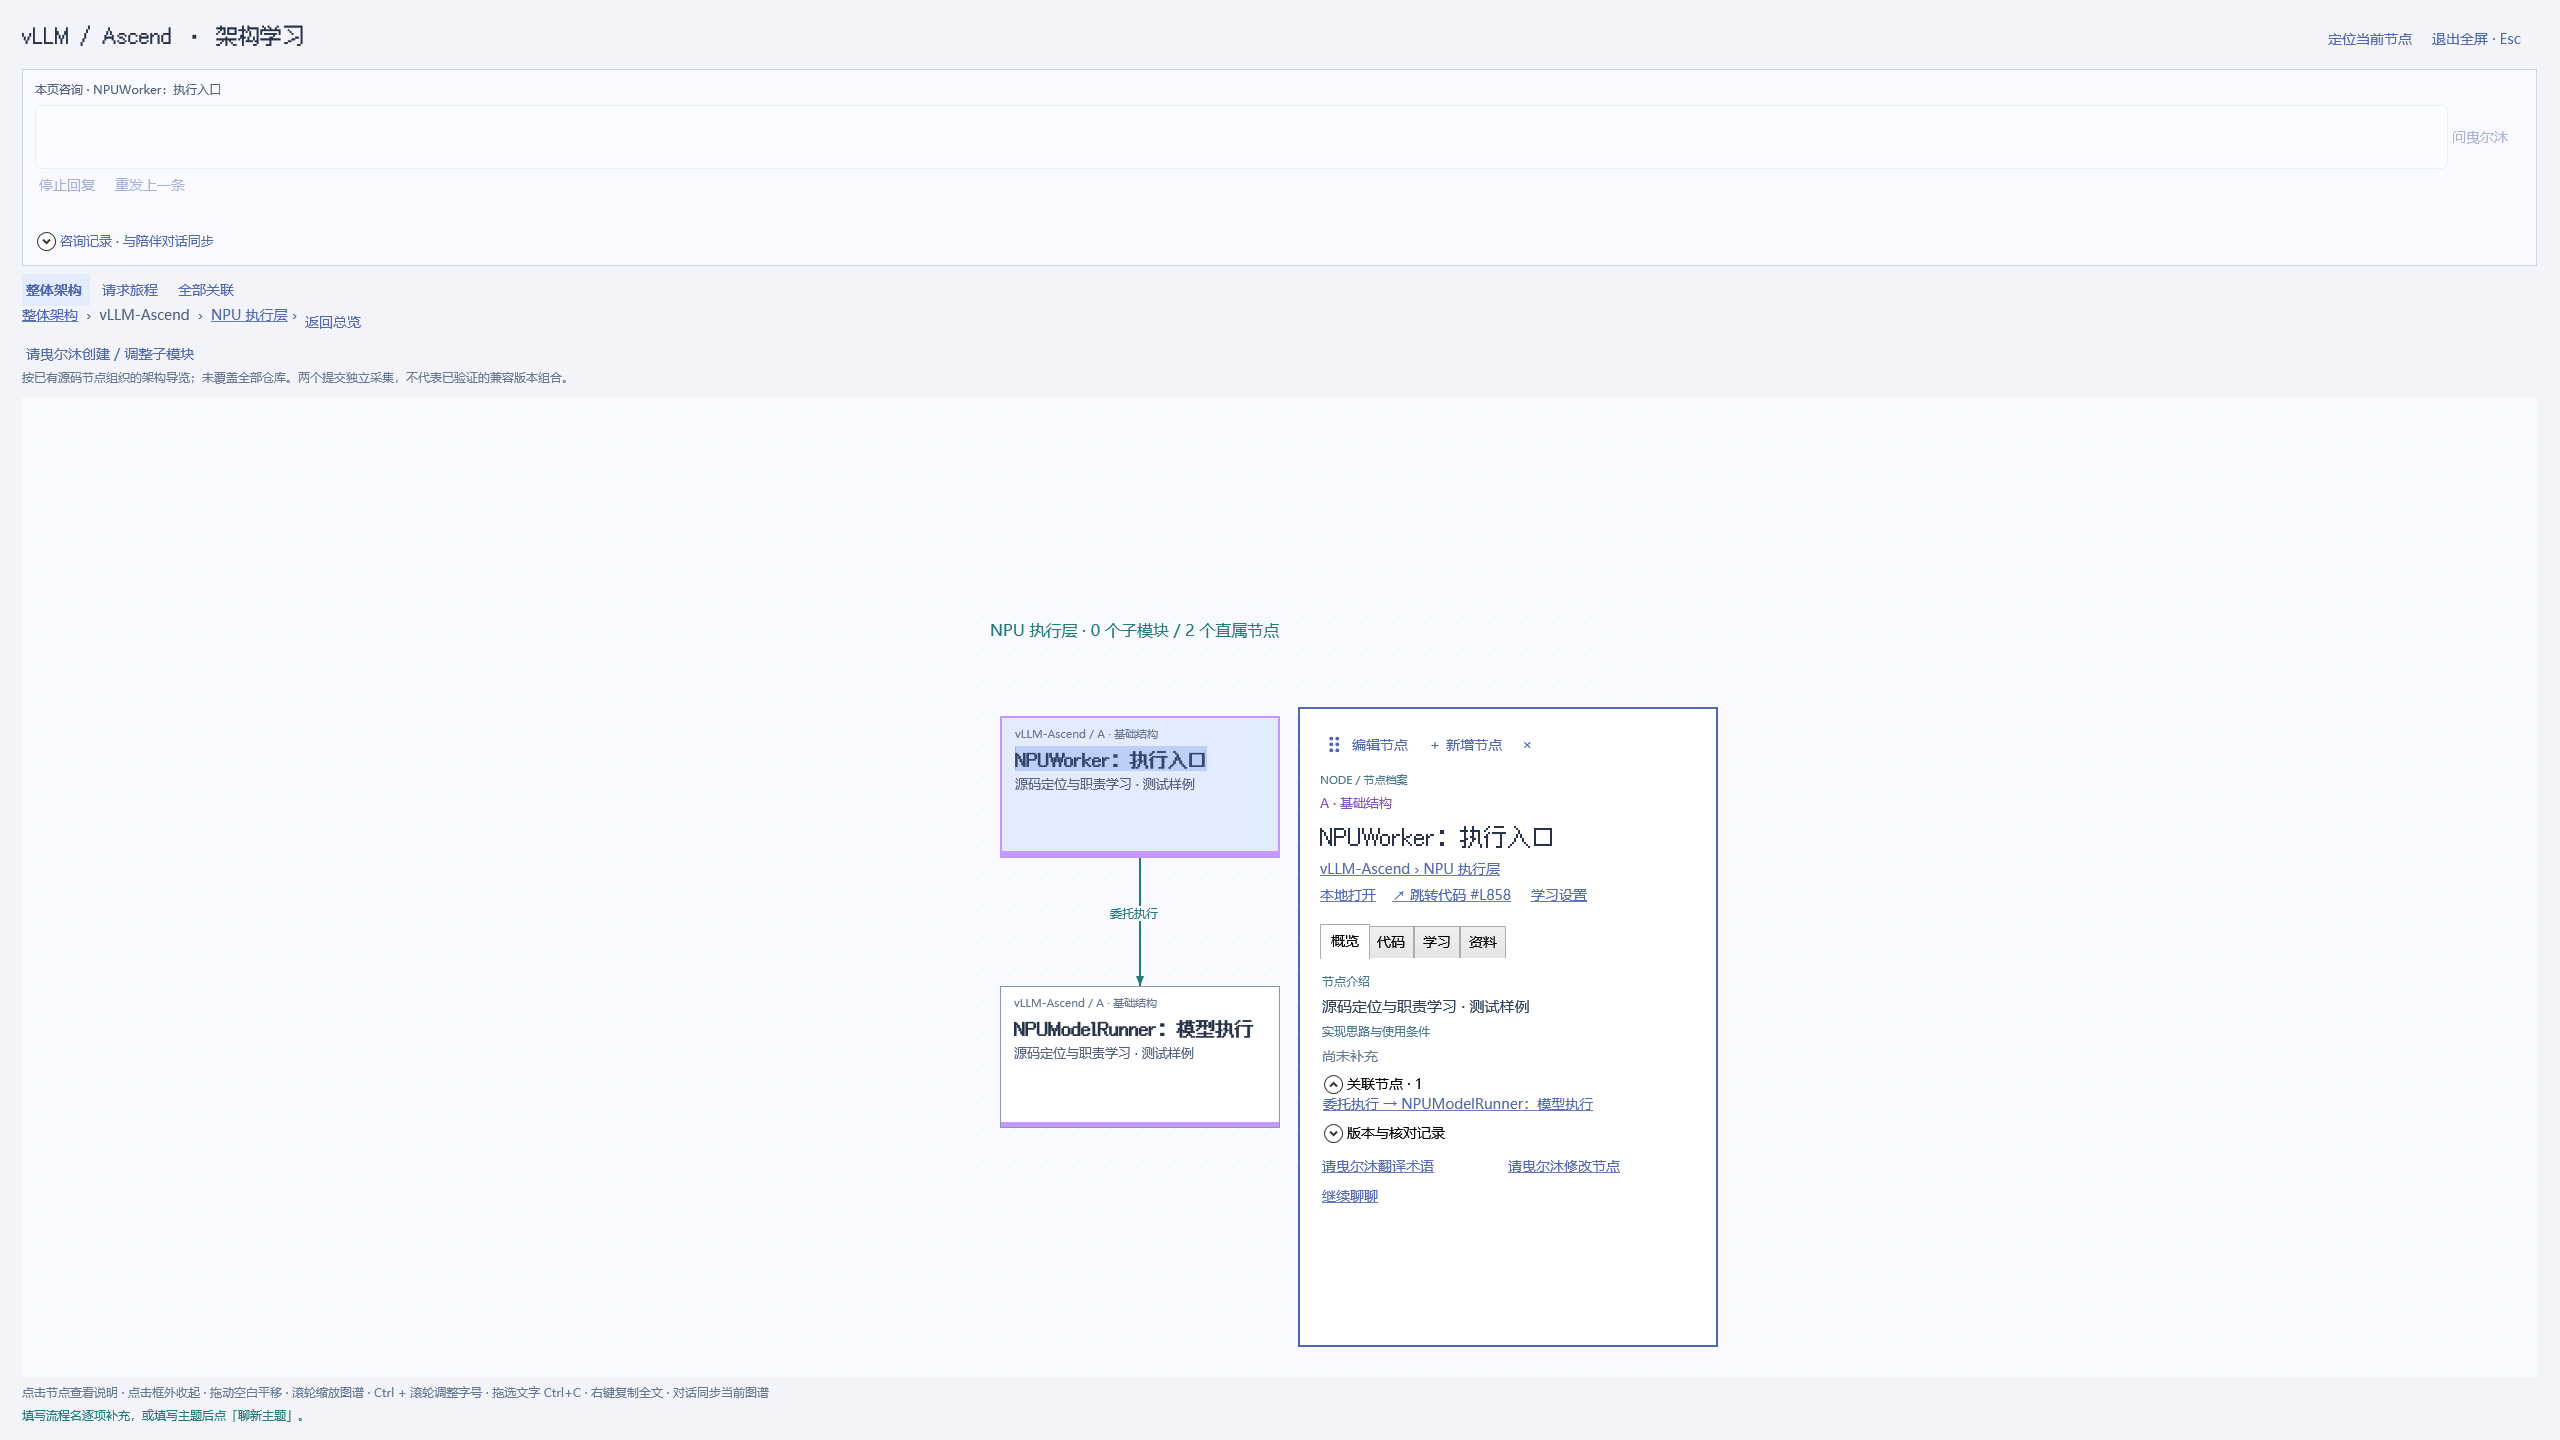 vLLM / Ascend · 架构学习
定位当前节点 退出全屏 · Esc
本页咨询 · NPUWorker：执行入口
问曳尔沐
停止回复 重发上一条
咨询记录 · 与陪伴对话同步
整体架构 请求旅程 全部关联
整体架构 › vLLM-Ascend › NPU 执行层 › 返回总览
请曳尔沐创建 / 调整子模块
按已有源码节点组织的架构导览；未覆盖全部仓库。两个提交独立采集，不代表已验证的兼容版本组合。
NPU 执行层 · 0 个子模块 / 2 个直属节点
vLLM-Ascend / A · 基础结构
NPUWorker：执行入口
源码定位与职责学习 · 测试样例
委托执行
vLLM-Ascend / A · 基础结构
NPUModelRunner：模型执行
源码定位与职责学习 · 测试样例
编辑节点 + 新增节点 ×
NODE / 节点档案
A · 基础结构
NPUWorker：执行入口
vLLM-Ascend › NPU 执行层
本地打开 ↗ 跳转代码 #L858 学习设置
概览 代码 学习 资料
节点介绍
源码定位与职责学习 · 测试样例
实现思路与使用条件
尚未补充
关联节点 · 1
委托执行 → NPUModelRunner：模型执行
版本与核对记录
请曳尔沐翻译术语 请曳尔沐修改节点
继续聊聊
点击节点查看说明 · 点击框外收起 · 拖动空白平移 · 滚轮缩放图谱 · Ctrl + 滚轮调整字号 · 拖选文字 Ctrl+C · 右键复制全文 · 对话同步当前图谱
填写流程名逐项补充，或填写主题后点「聊新主题」。